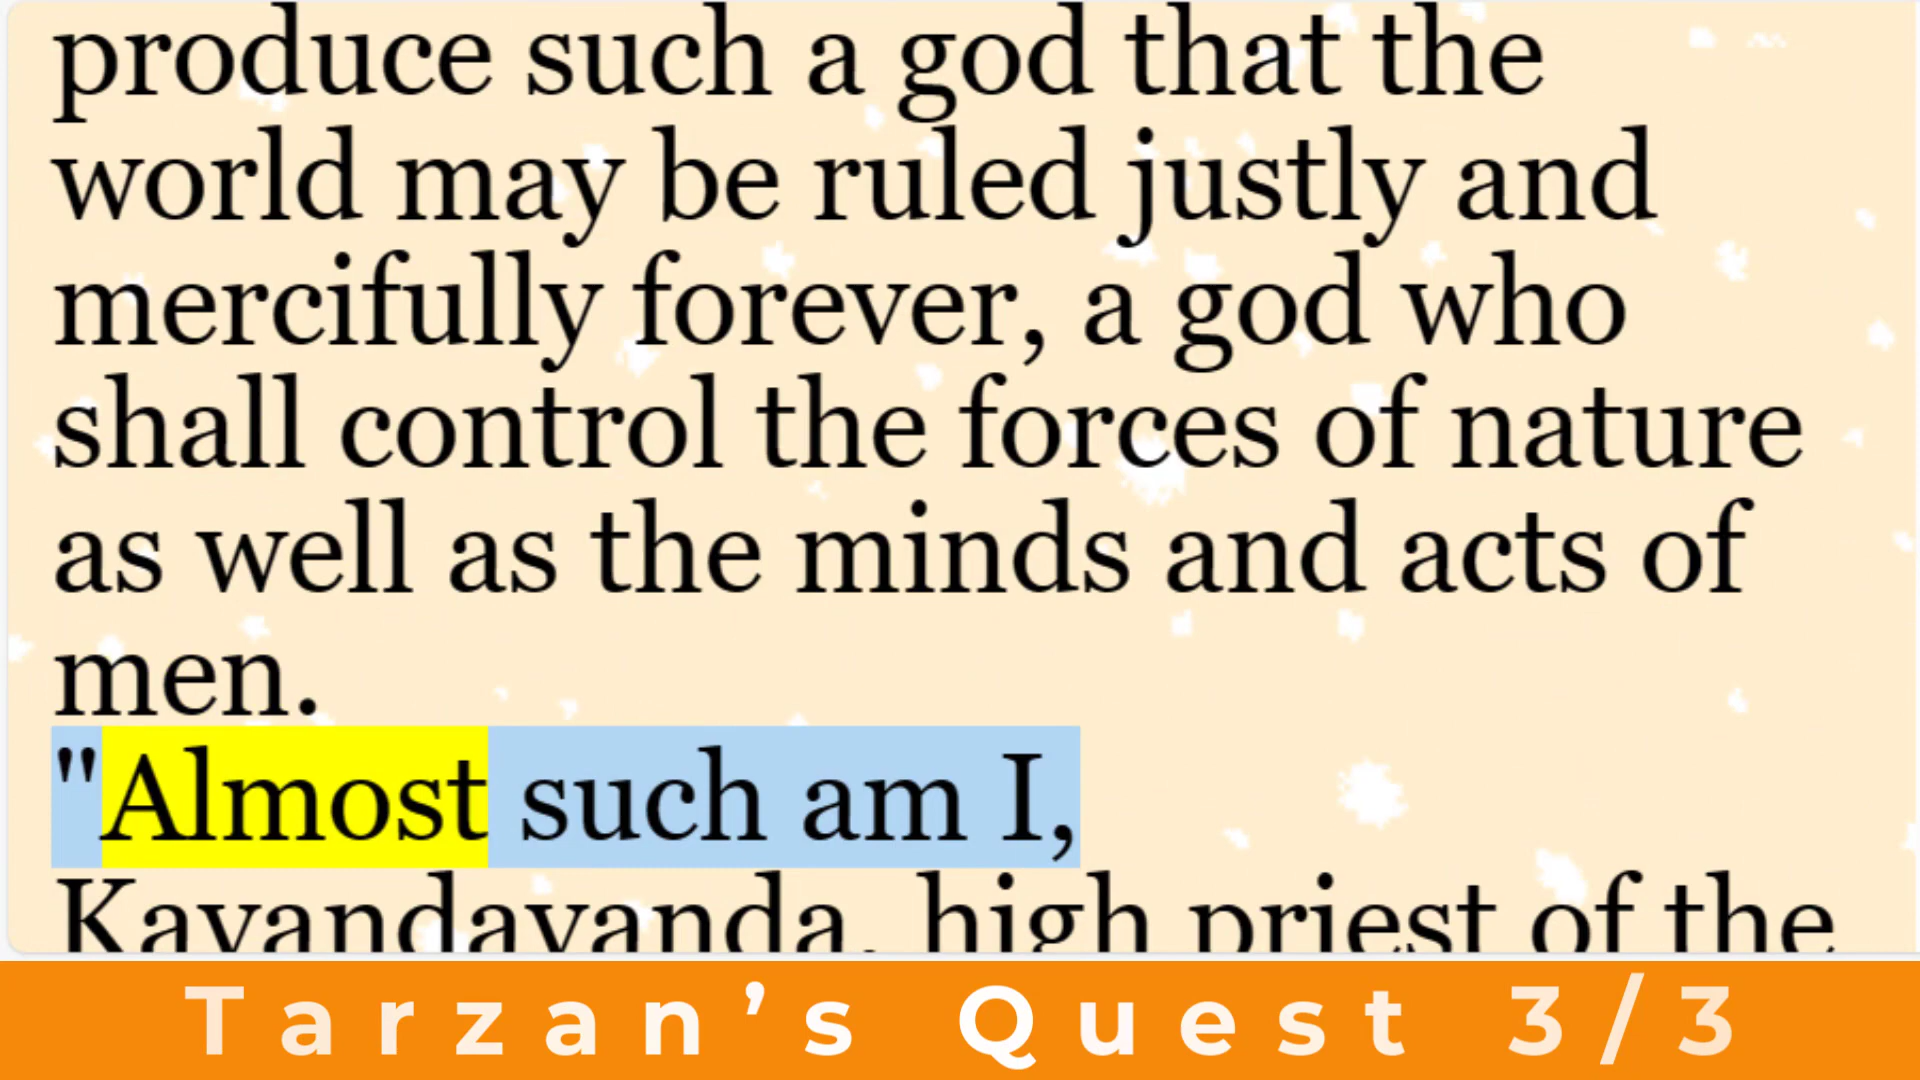 produce such a god that the
world may be ruled justly and
mercifully forever, a god who
shall control the forces of nature
as well as the minds and acts of
men.
"Almost such am I,
Kavandavanda, high priest of the
Tarzan’s Quest 3/3